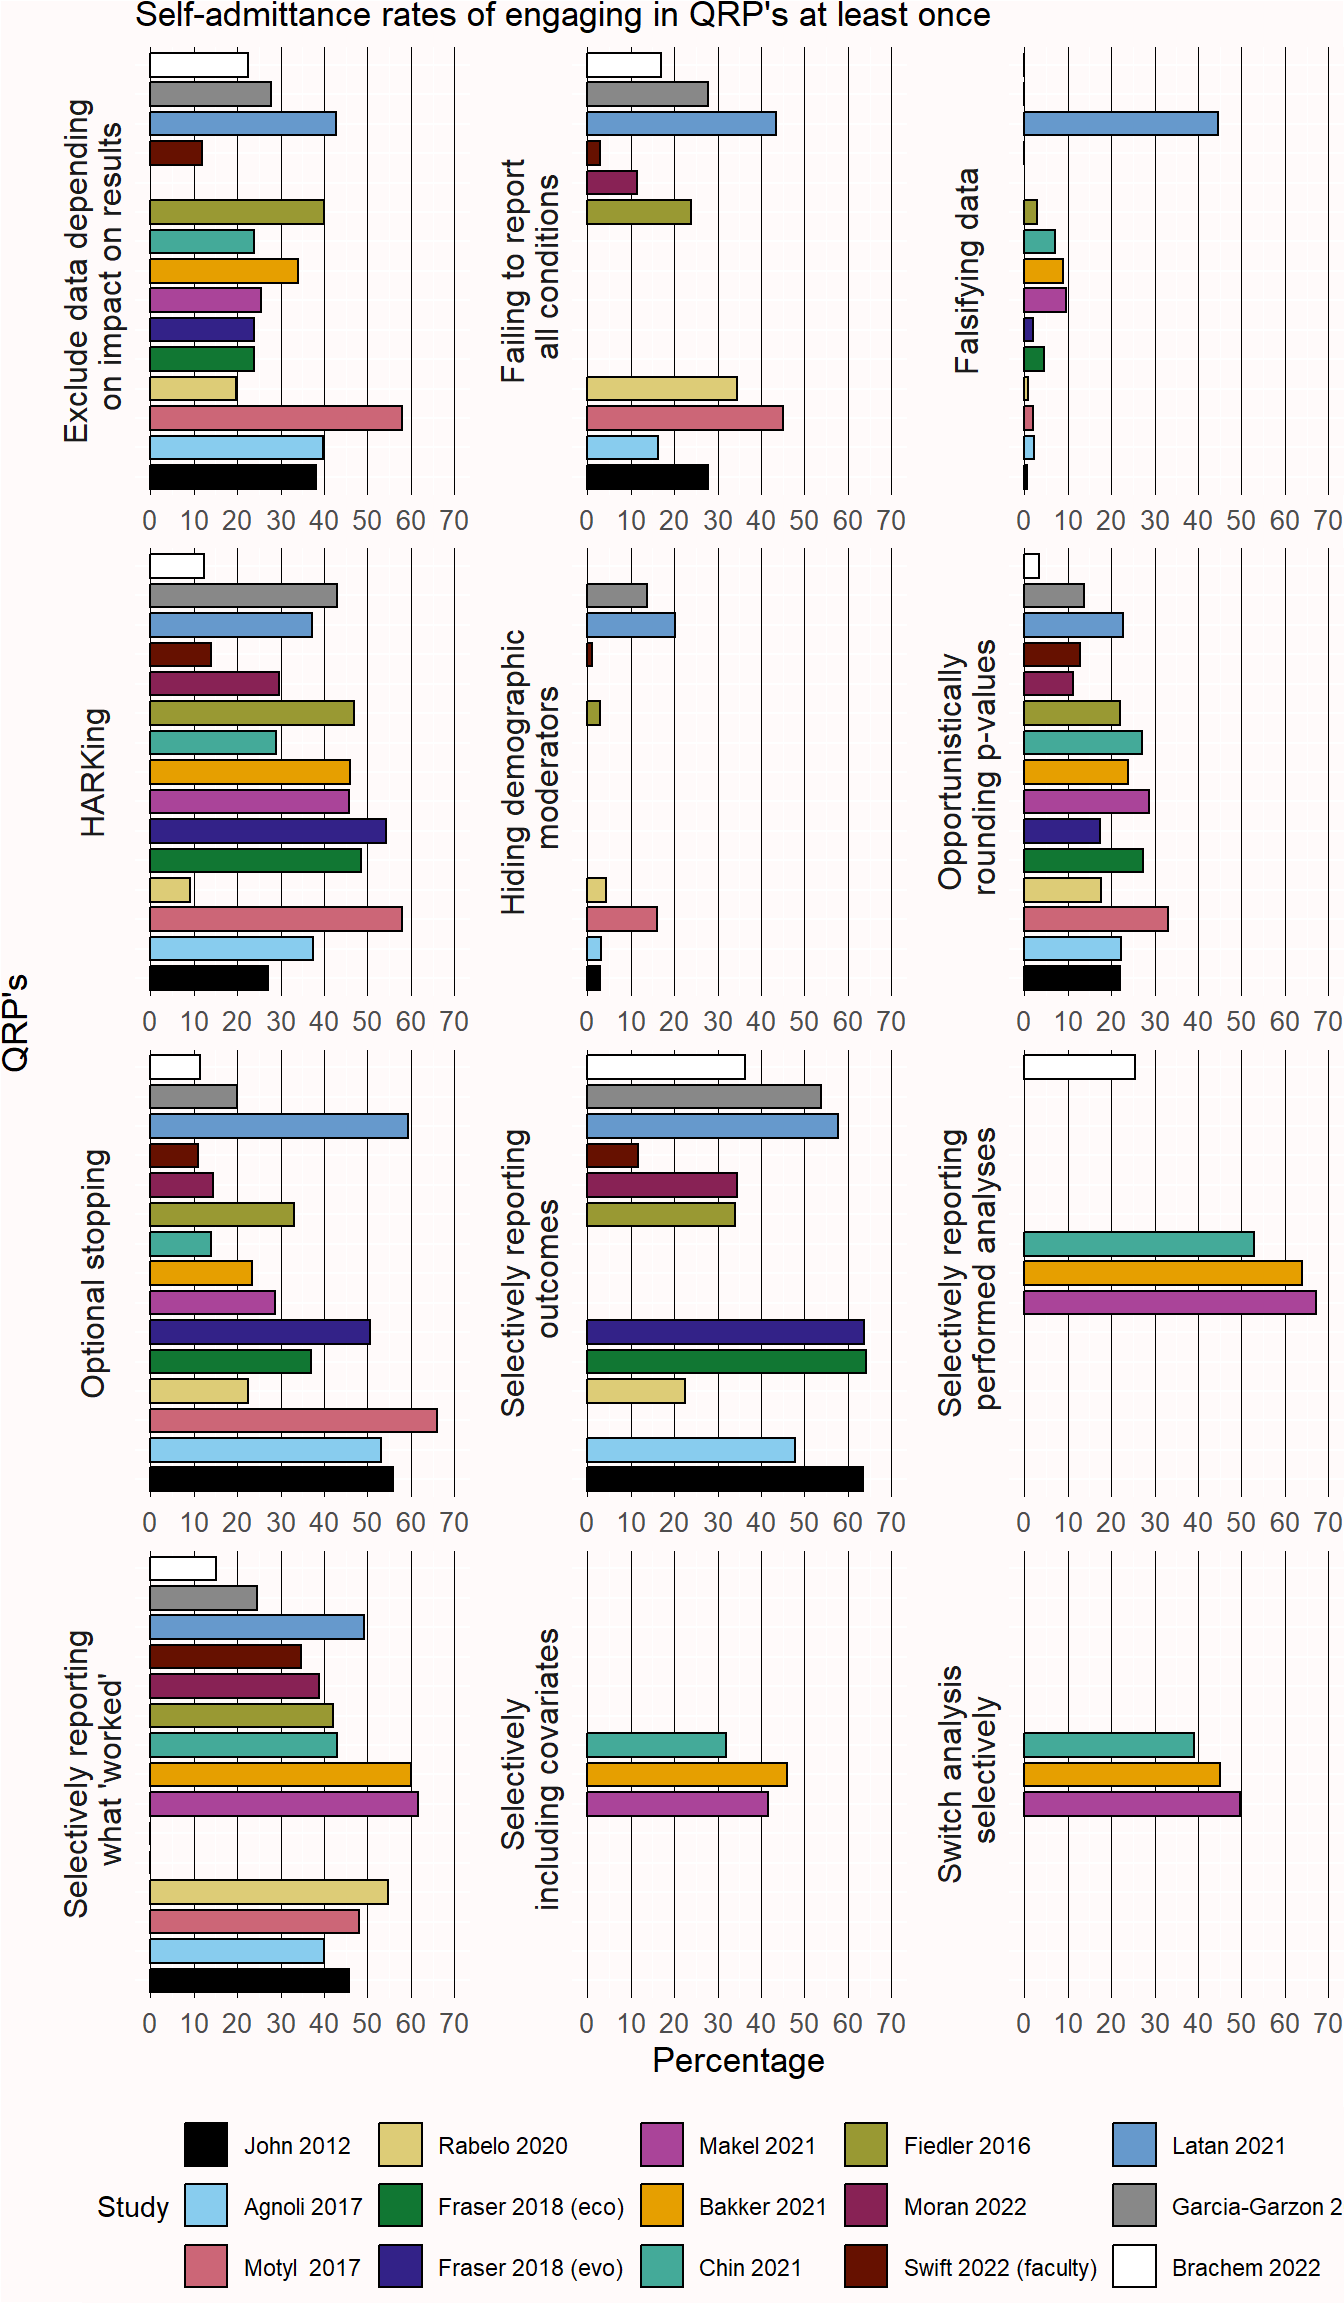 Self-admittance rates of engaging in QRP's at least once
QRP's
Exclude data depending
on impact on results
0 10 20 30 40 50 60 70
Failing to report
all conditions
0 10 20 30 40 50 60 70
Falsifying data
0 10 20 30 40 50 60 70
HARKing
0 10 20 30 40 50 60 70
Hiding demographic
moderators
0 10 20 30 40 50 60 70
Opportunistically
rounding p-values
0 10 20 30 40 50 60 70
Optional stopping
0 10 20 30 40 50 60 70
Selectively reporting
outcomes
0 10 20 30 40 50 60 70
Selectively reporting
performed analyses
0 10 20 30 40 50 60 70
Selectively reporting
what 'worked'
0 10 20 30 40 50 60 70
Selectively
including covariates
0 10 20 30 40 50 60 70
Switch analysis
selectively
0 10 20 30 40 50 60 70
Percentage
Study
John 2012
Agnoli 2017
Motyl 2017
Rabelo 2020
Fraser 2018 (eco)
Fraser 2018 (evo)
Makel 2021
Bakker 2021
Chin 2021
Fiedler 2016
Moran 2022
Swift 2022 (faculty)
Latan 2021
Garcia-Garzon 2
Brachem 2022